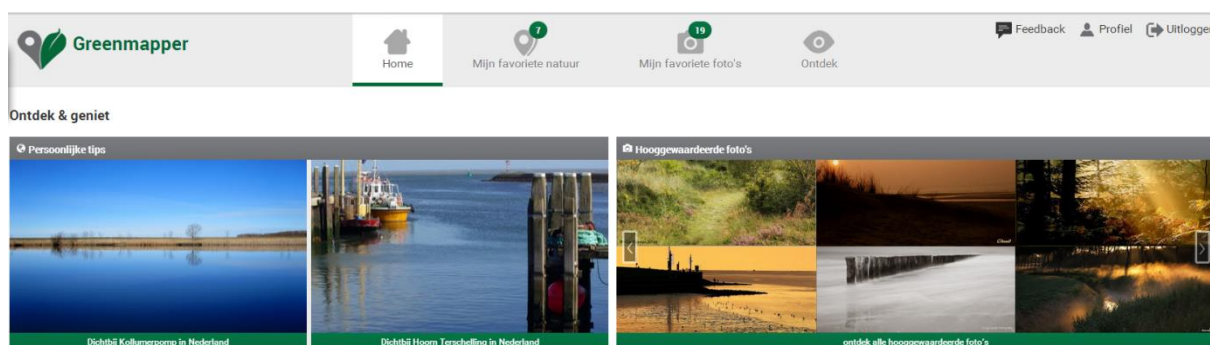 Greenmapper
Home
7
Mijn favoriete natuur
19
Mijn favoriete foto's
Ontdek
Feedback
Profiel
Uitlogge
Ontdek & geniet
Persoonlijke tips
Hooggewaardeerde foto's
Dichtbij Kollumerpomp in Nederland
Dichtbij Hoorn Terschelling in Nederland
ontdek alle hooggewaardeerde foto's